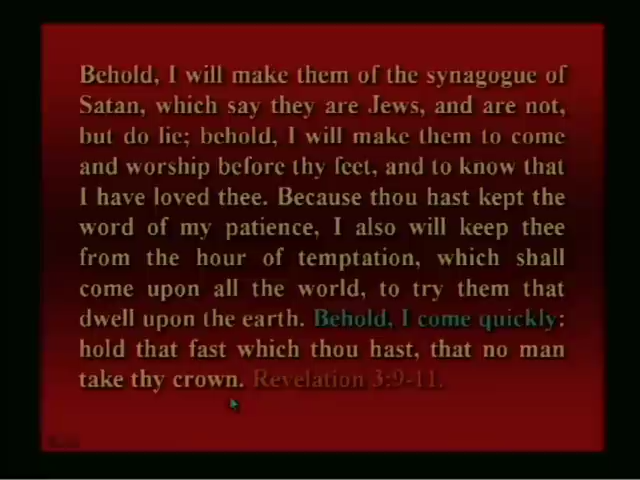 Behold, I will make them of the synagogue of
Satan, which say they are Jews, and are not,
but do lie; behold, I will make them to come
and worship before thy feet, and to know that
I have loved thee. Because thou hast kept the
word of my patience, I also will keep thee
from the hour of temptation, which shall
come upon all the world, to try them that
dwell upon the earth. Behold, I come quickly:
hold that fast which thou hast, that no man
take thy crown. Revelation 3:9-11.